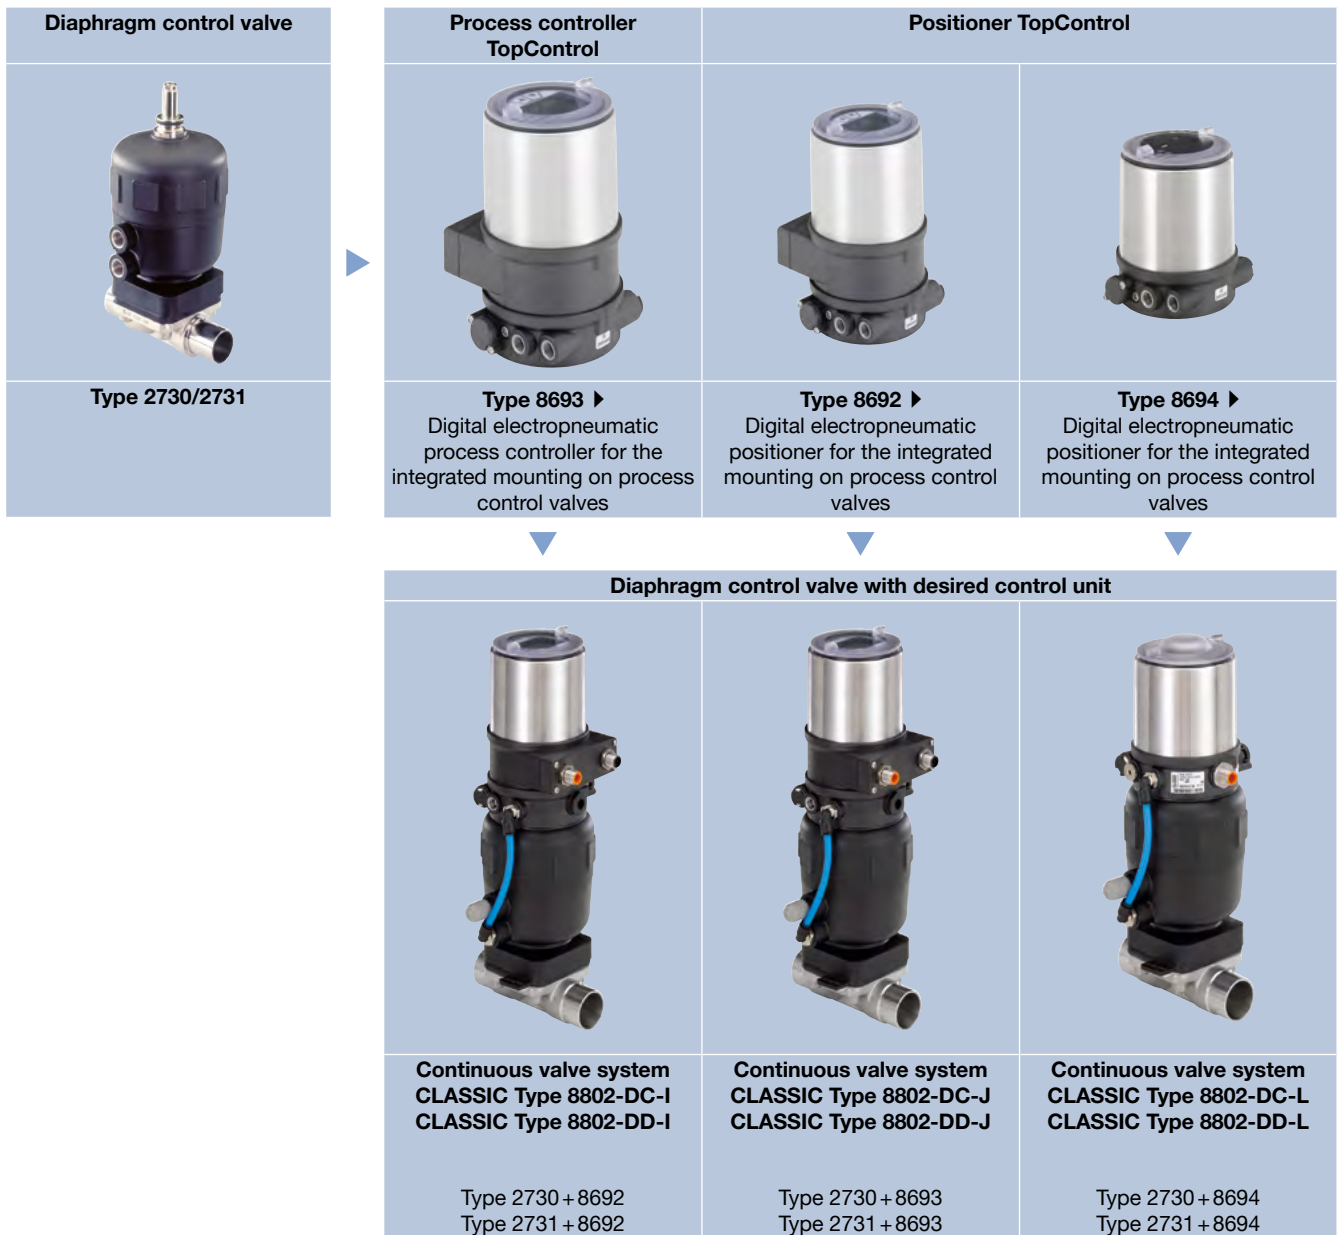 Diaphragm control valve
Process controller
TopControl
Positioner TopControl
Type 2730/2731
Type 8693
Digital electropneumatic
process controller for the
integrated mounting on process
control valves
Type 8692
Digital electropneumatic
positioner for the integrated
mounting on process control
valves
Type 8694
Digital electropneumatic
positioner for the integrated
mounting on process control
valves
Diaphragm control valve with desired control unit
Continuous valve system
CLASSIC Type 8802-DC-I
CLASSIC Type 8802-DD-I
Type 2730+8692
Type 2731+8692
Continuous valve system
CLASSIC Type 8802-DC-J
CLASSIC Type 8802-DD-J
Type 2730+8693
Type 2731+8693
Continuous valve system
CLASSIC Type 8802-DC-L
CLASSIC Type 8802-DD-L
Type 2730+8694
Type 2731+8694